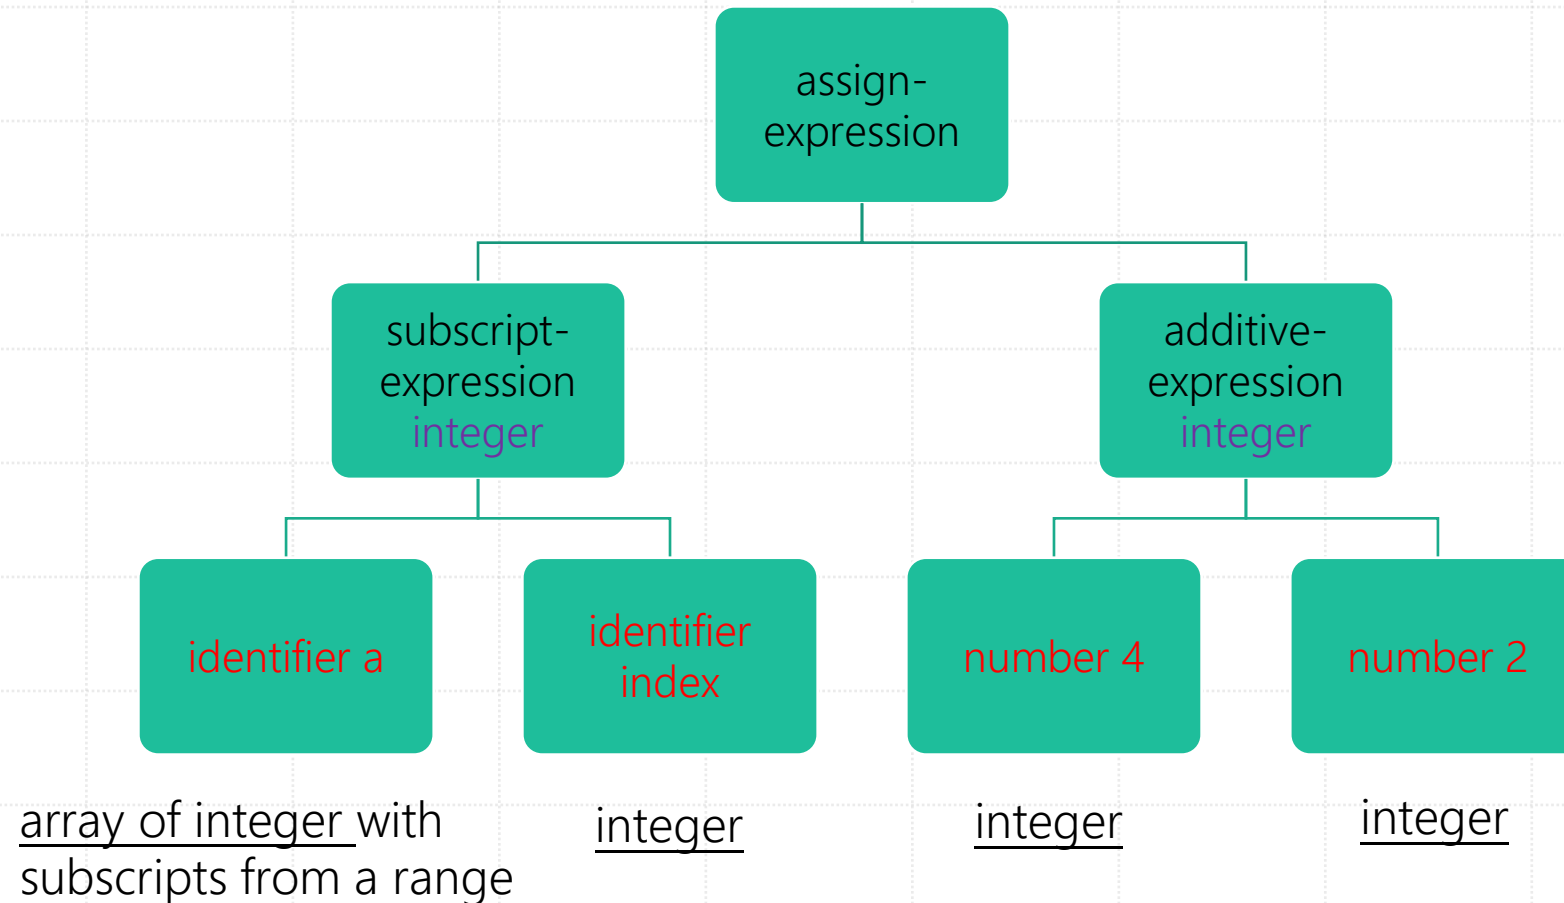 assign-
expression
subscript-
expression
integer
additive-
expression
integer
identifier a
identifier
index
number 4
number 2
array of integer with
subscripts from a range
integer
integer
integer